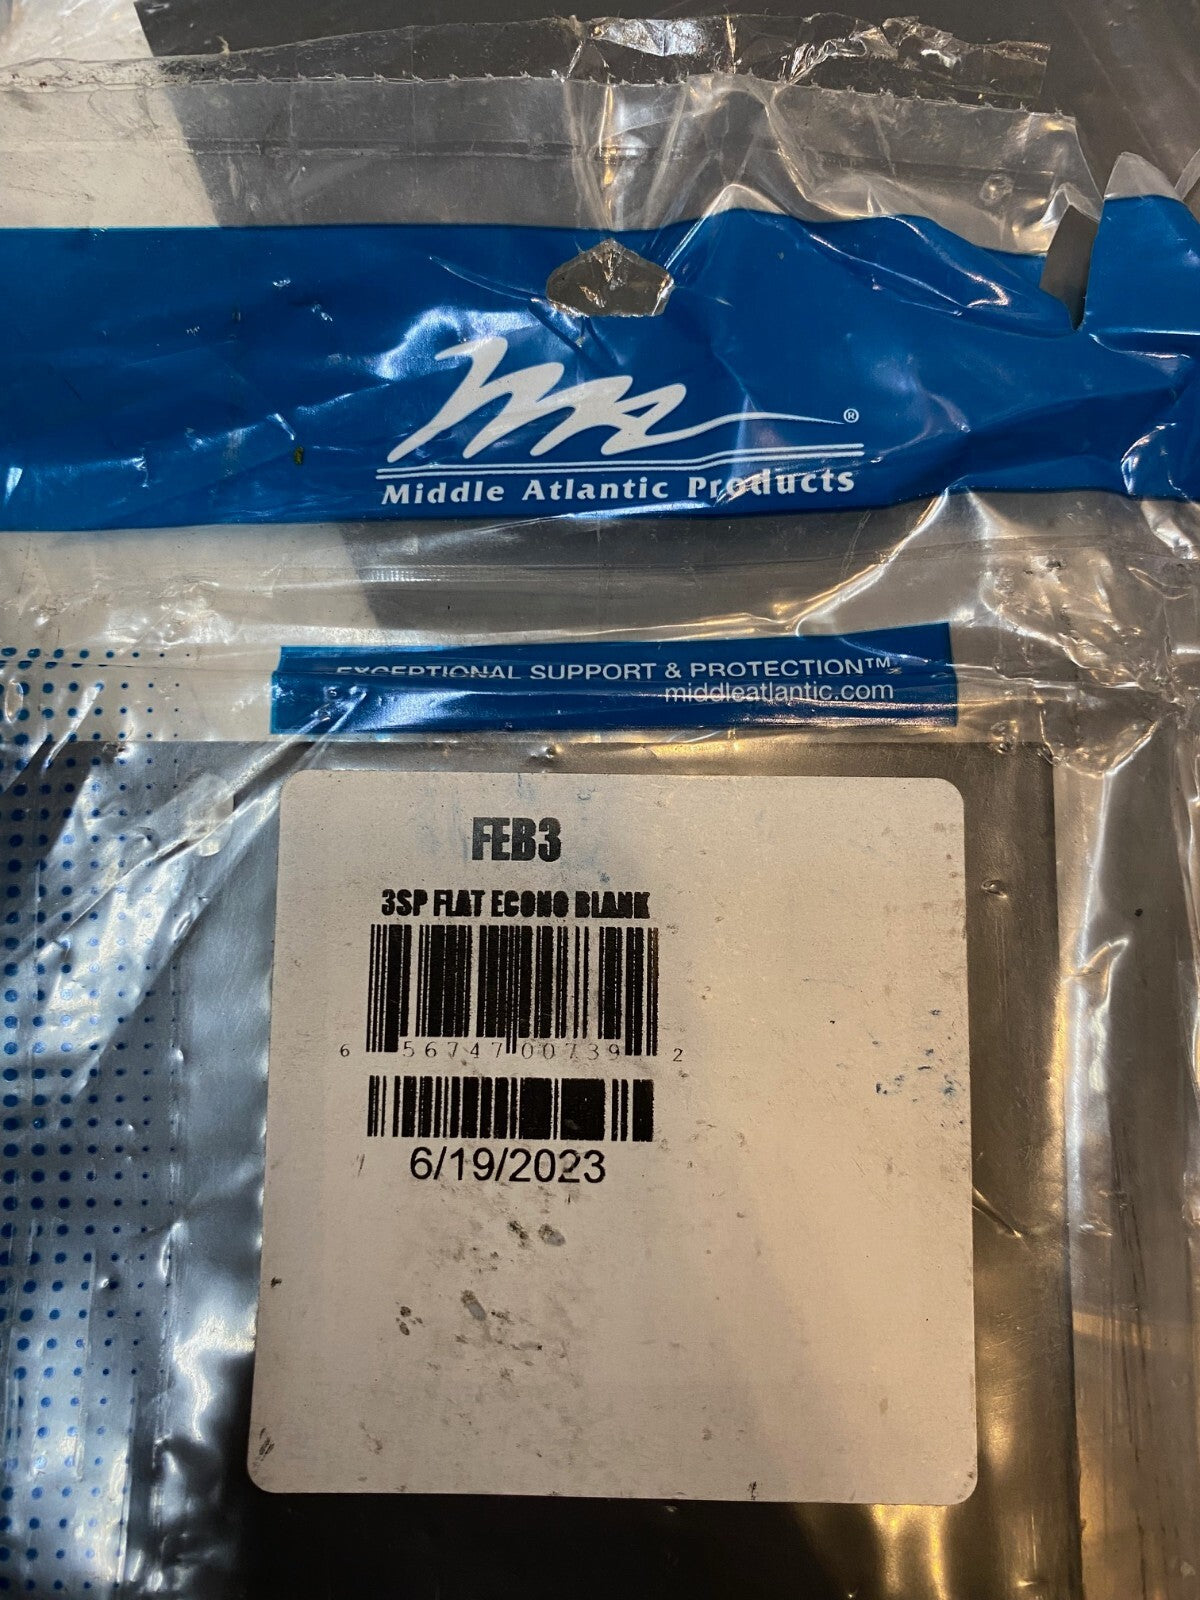 ®
Middle Atlantic Products
EXCEPTIONAL SUPPORT & PROTECTION™
middleatlantic.com
FEB3
3SP FLAT ECONO BLANK
6 56747 00739 2
6/19/2023